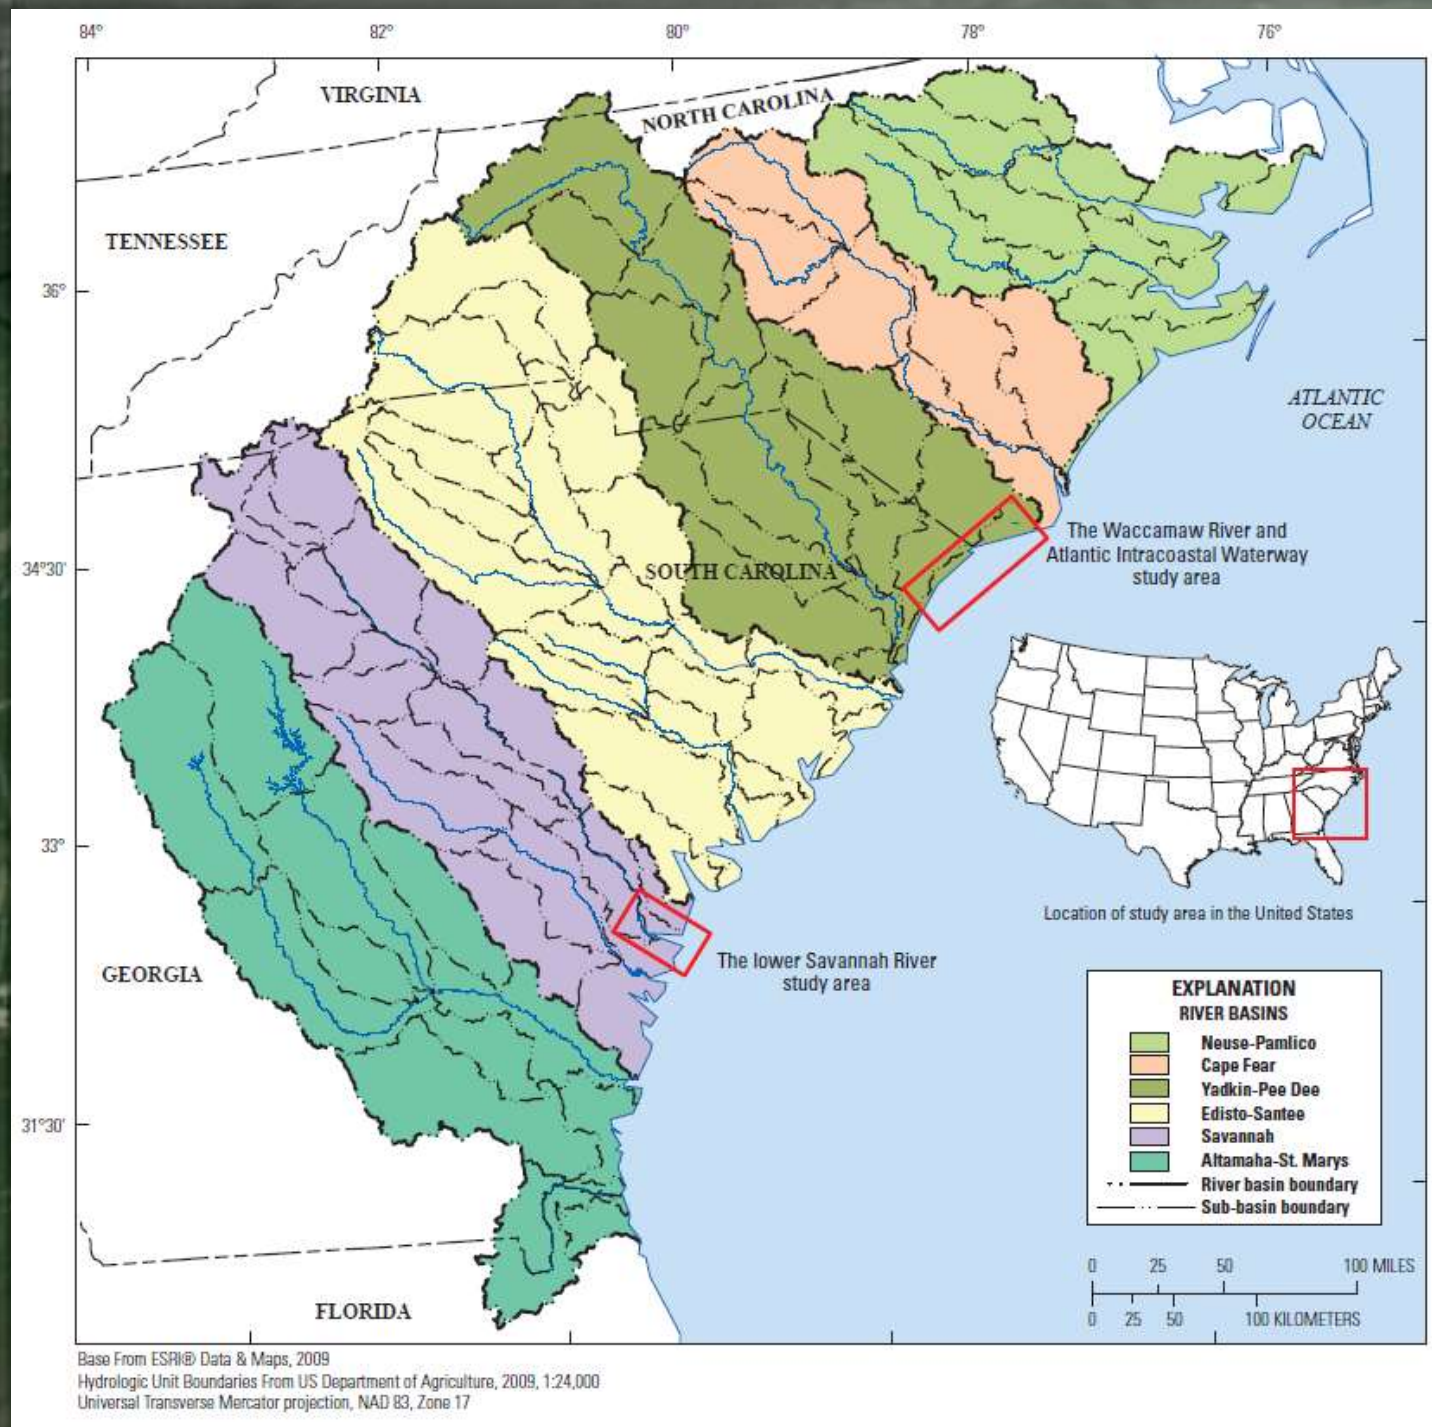 84°
82°
80°
78°
76°
VIRGINIA
NORTH CAROLINA
TENNESSEE
36°
ATLANTIC
OCEAN
34°30'
SOUTH CAROLINA
The Waccamaw River and
Atlantic Intracoastal Waterway
study area
33°
Location of study area in the United States
GEORGIA
The lower Savannah River
study area
EXPLANATION
RIVER BASINS
Neuse-Pamlico
Cape Fear
Yadkin-Pee Dee
Edisto-Santee
Savannah
Altamaha-St. Marys
River basin boundary
Sub-basin boundary
31°30'
0 25 50 100 MILES
0 25 50 100 KILOMETERS
FLORIDA
Base From ESRI® Data & Maps, 2009
Hydrologic Unit Boundaries From US Department of Agriculture, 2009, 1:24,000
Universal Transverse Mercator projection, NAD 83, Zone 17